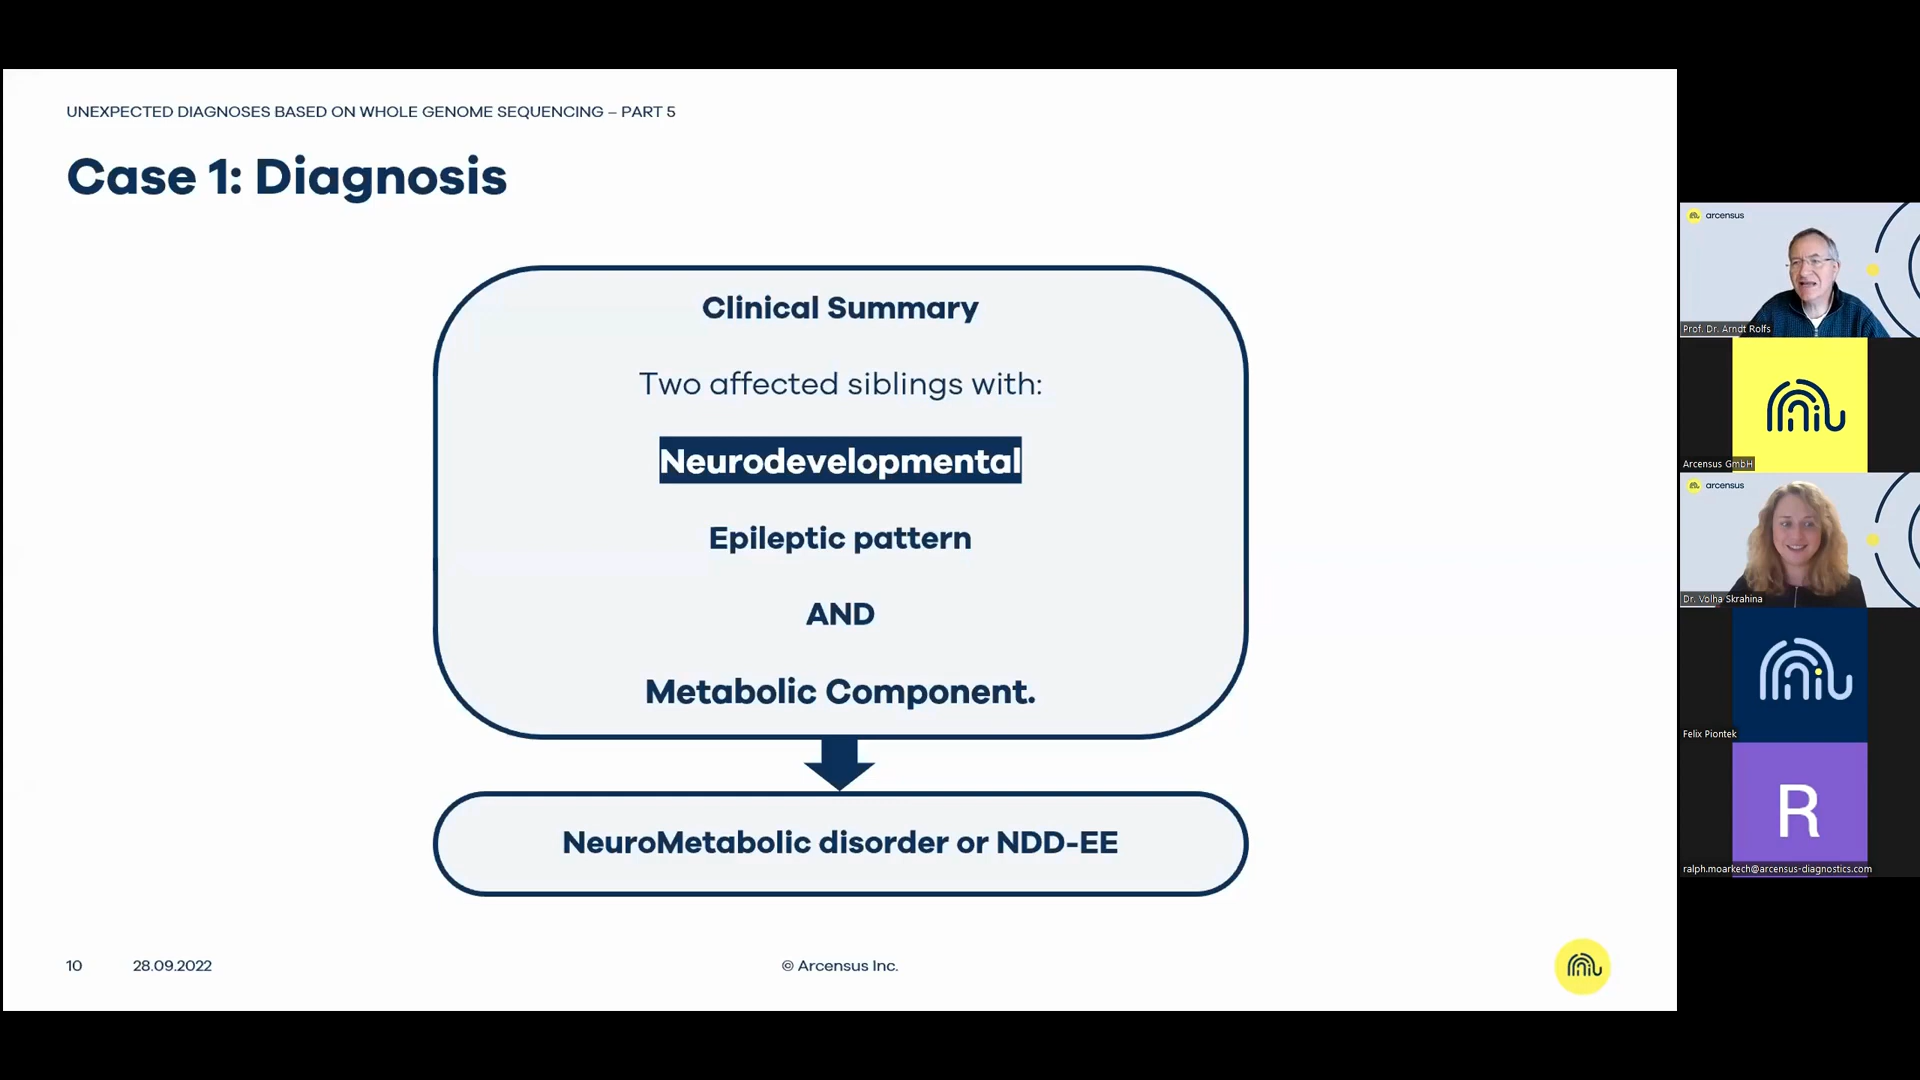 UNEXPECTED DIAGNOSES BASED ON WHOLE GENOME SEQUENCING – PART 5
Case 1: Diagnosis
Clinical Summary
Two affected siblings with:
Neurodevelopmental
Epileptic pattern
AND
Metabolic Component.
NeuroMetabolic disorder or NDD-EE
10
28.09.2022
© Arcensus Inc.
arcensus
Prof. Dr. Arndt Rolfs
Arcensus GmbH
arcensus
Dr. Volha Skrahina
Felix Piontek
R
ralph.moarkech@arcensus-diagnostics.com